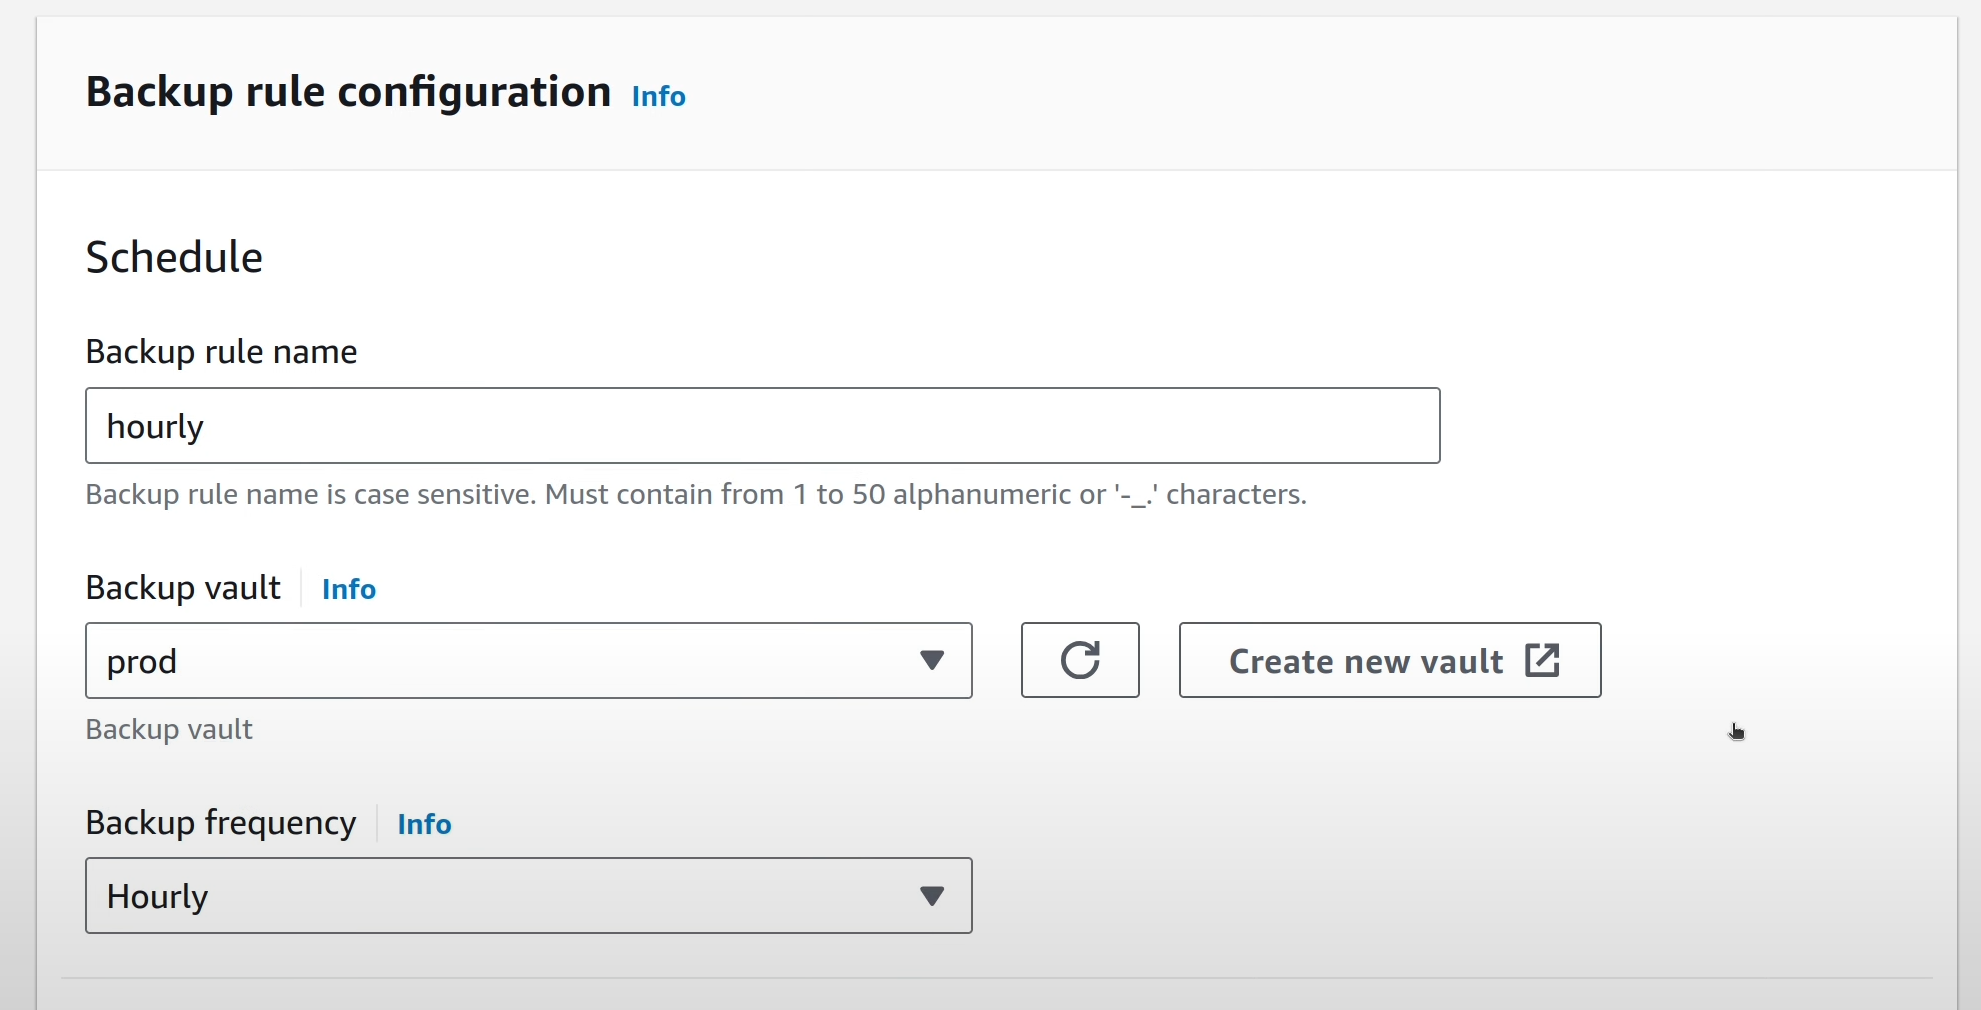 Backup rule configuration Info
Schedule
Backup rule name
hourly
Backup rule name is case sensitive. Must contain from 1 to 50 alphanumeric or '-_.' characters.
Backup vault Info
prod
Create new vault
Backup vault
Backup frequency Info
Hourly